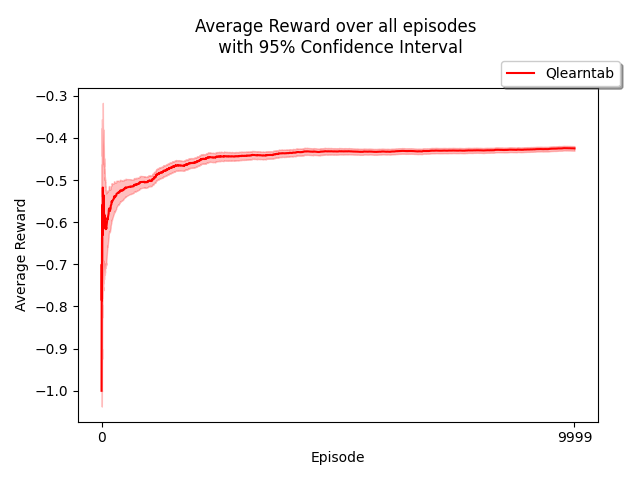 Average Reward over all episodes
with 95% Confidence Interval
Qlearntab
−0.3
−0.4
−0.5
−0.6
−0.7
−0.8
−0.9
−1.0
Average Reward
0 9999
Episode